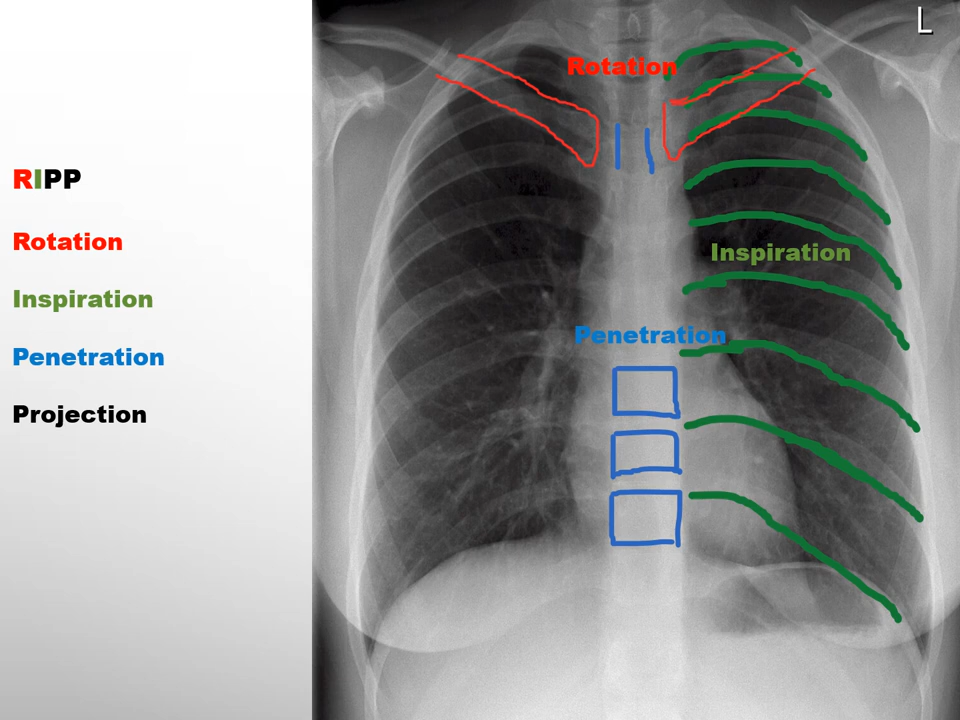 RIPP
Rotation
Inspiration
Penetration
Projection
L
Rotation
Inspiration
Penetration